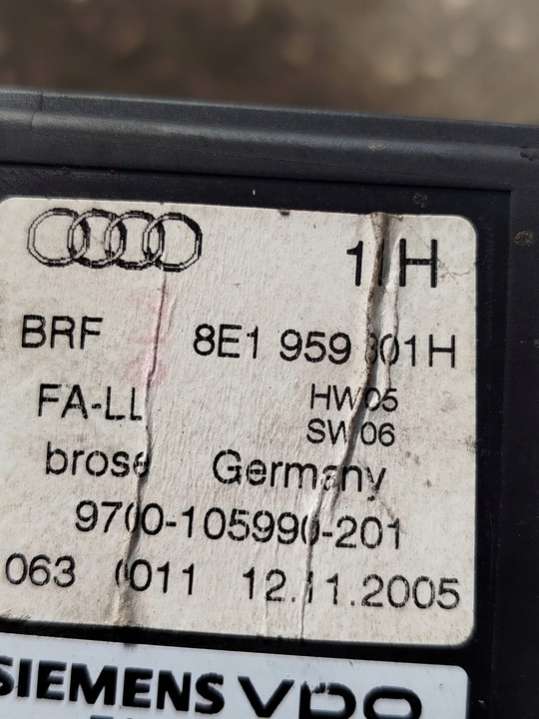 1IH
BRF 8E1 959 801H
FA-LL HW05
SW06
brose Germany
9700-105990-201
063 0011 12.11.2005
SIEMENS VDO